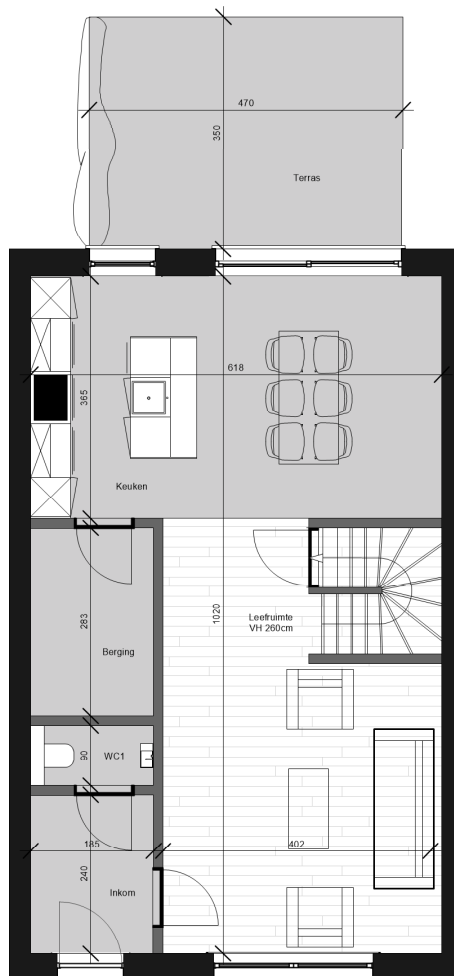 470
350
Terras
618
365
Keuken
283
1020
Leefruimte
VH 260cm
Berging
90
WC1
185
402
240
Inkom